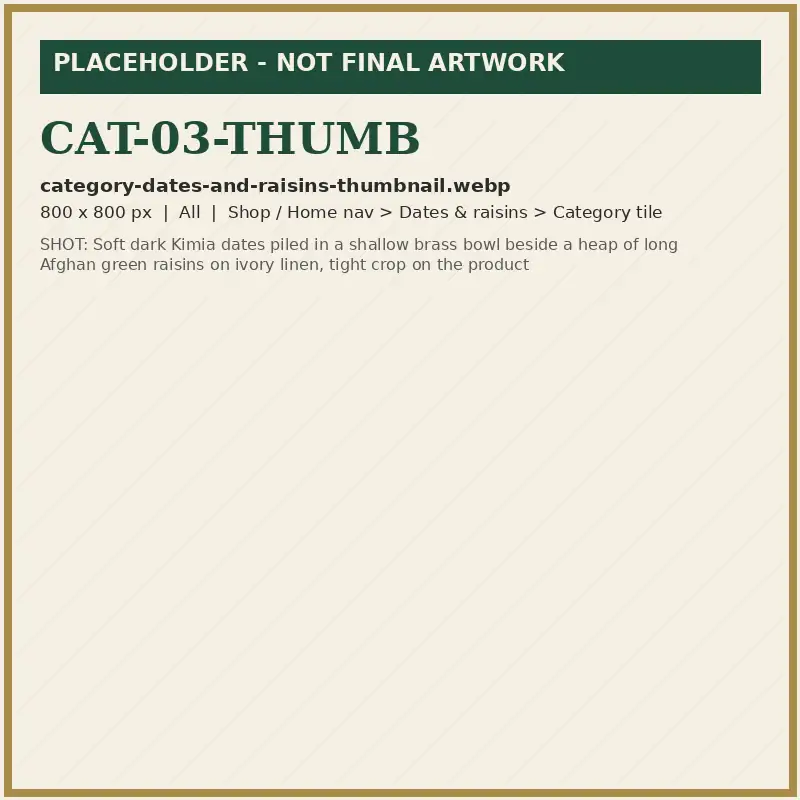 PLACEHOLDER - NOT FINAL ARTWORK
CAT-03-THUMB
category-dates-and-raisins-thumbnail.webp
800 x 800 px | All | Shop / Home nav > Dates & raisins > Category tile
SHOT: Soft dark Kimia dates piled in a shallow brass bowl beside a heap of long
Afghan green raisins on ivory linen, tight crop on the product